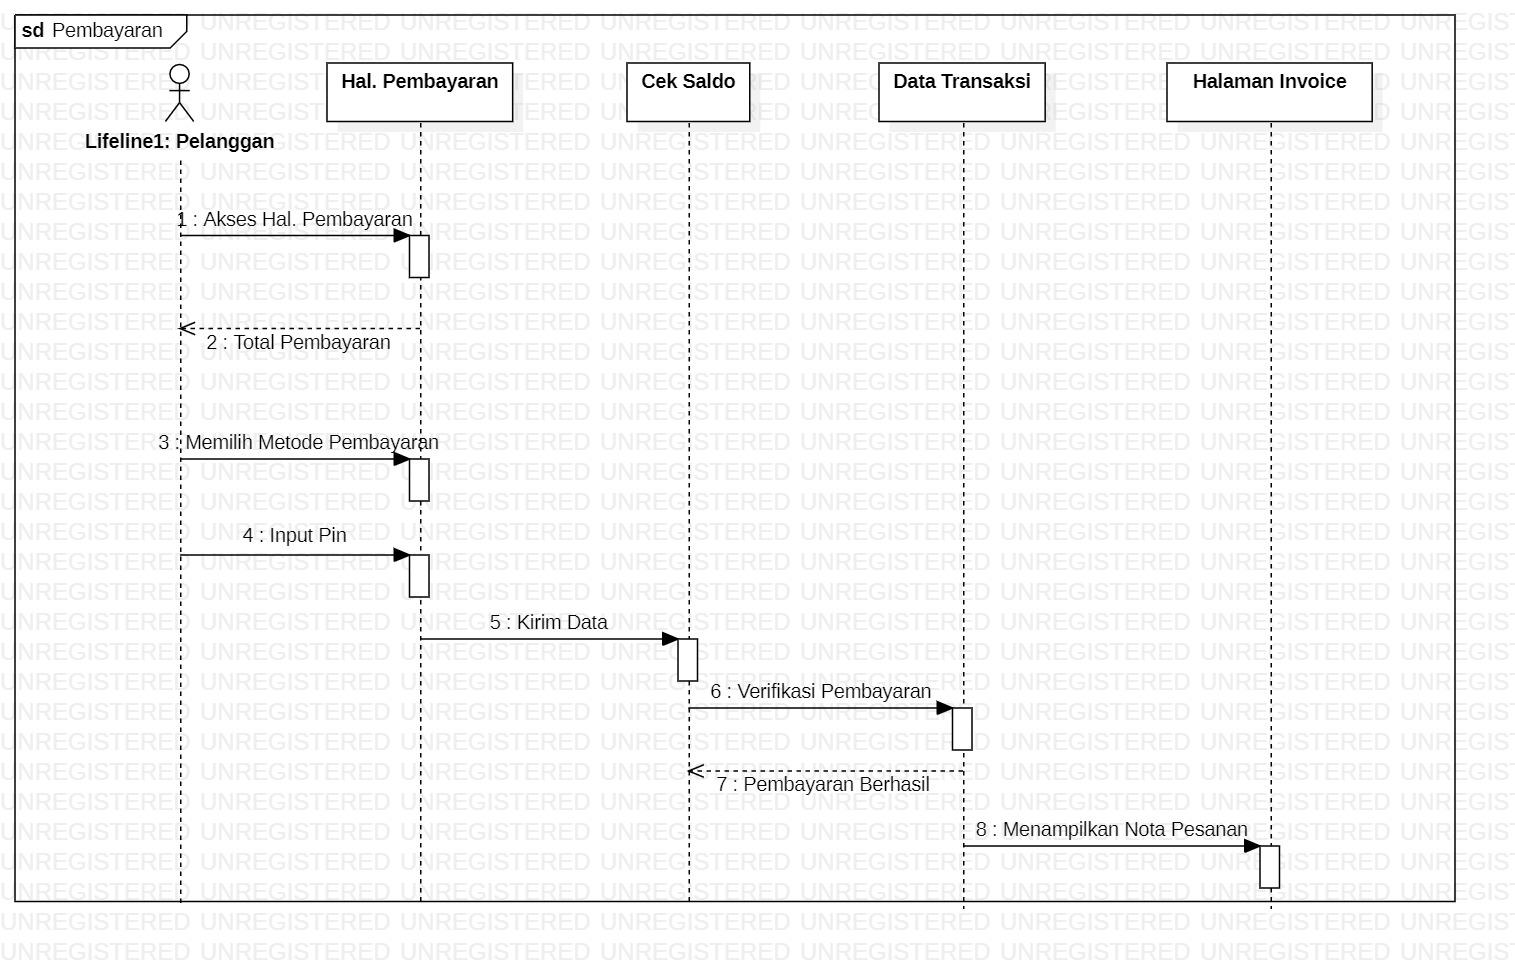 sd Pembayaran
Hal. Pembayaran
Cek Saldo
Data Transaksi
Halaman Invoice
Lifeline1: Pelanggan
1 : Akses Hal. Pembayaran
2 : Total Pembayaran
3 : Memilih Metode Pembayaran
4 : Input Pin
5 : Kirim Data
6 : Verifikasi Pembayaran
7 : Pembayaran Berhasil
8 : Menampilkan Nota Pesanan
UNREGISTERED